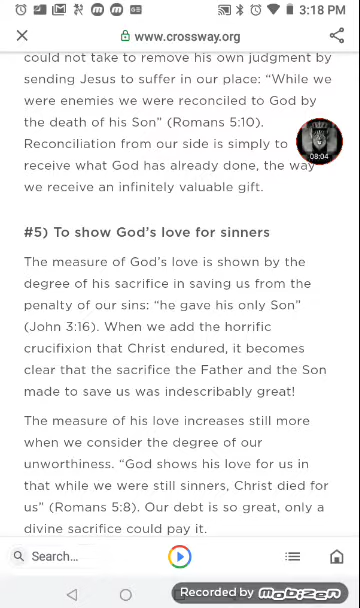 3:18 PM
www.crossway.org
could not take to remove his own judgment by
sending Jesus to suffer in our place: “While we
were enemies we were reconciled to God by
the death of his Son” (Romans 5:10).
Reconciliation from our side is simply to
receive what God has already done, the way
we receive an infinitely valuable gift.
08:04
#5) To show God’s love for sinners
The measure of God’s love is shown by the
degree of his sacrifice in saving us from the
penalty of our sins: “he gave his only Son”
(John 3:16). When we add the horrific
crucifixion that Christ endured, it becomes
clear that the sacrifice the Father and the Son
made to save us was indescribably great!
The measure of his love increases still more
when we consider the degree of our
unworthiness. “God shows his love for us in
that while we were still sinners, Christ died for
us” (Romans 5:8). Our debt is so great, only a
divine sacrifice could pay it.
Search...
Recorded by mobizen